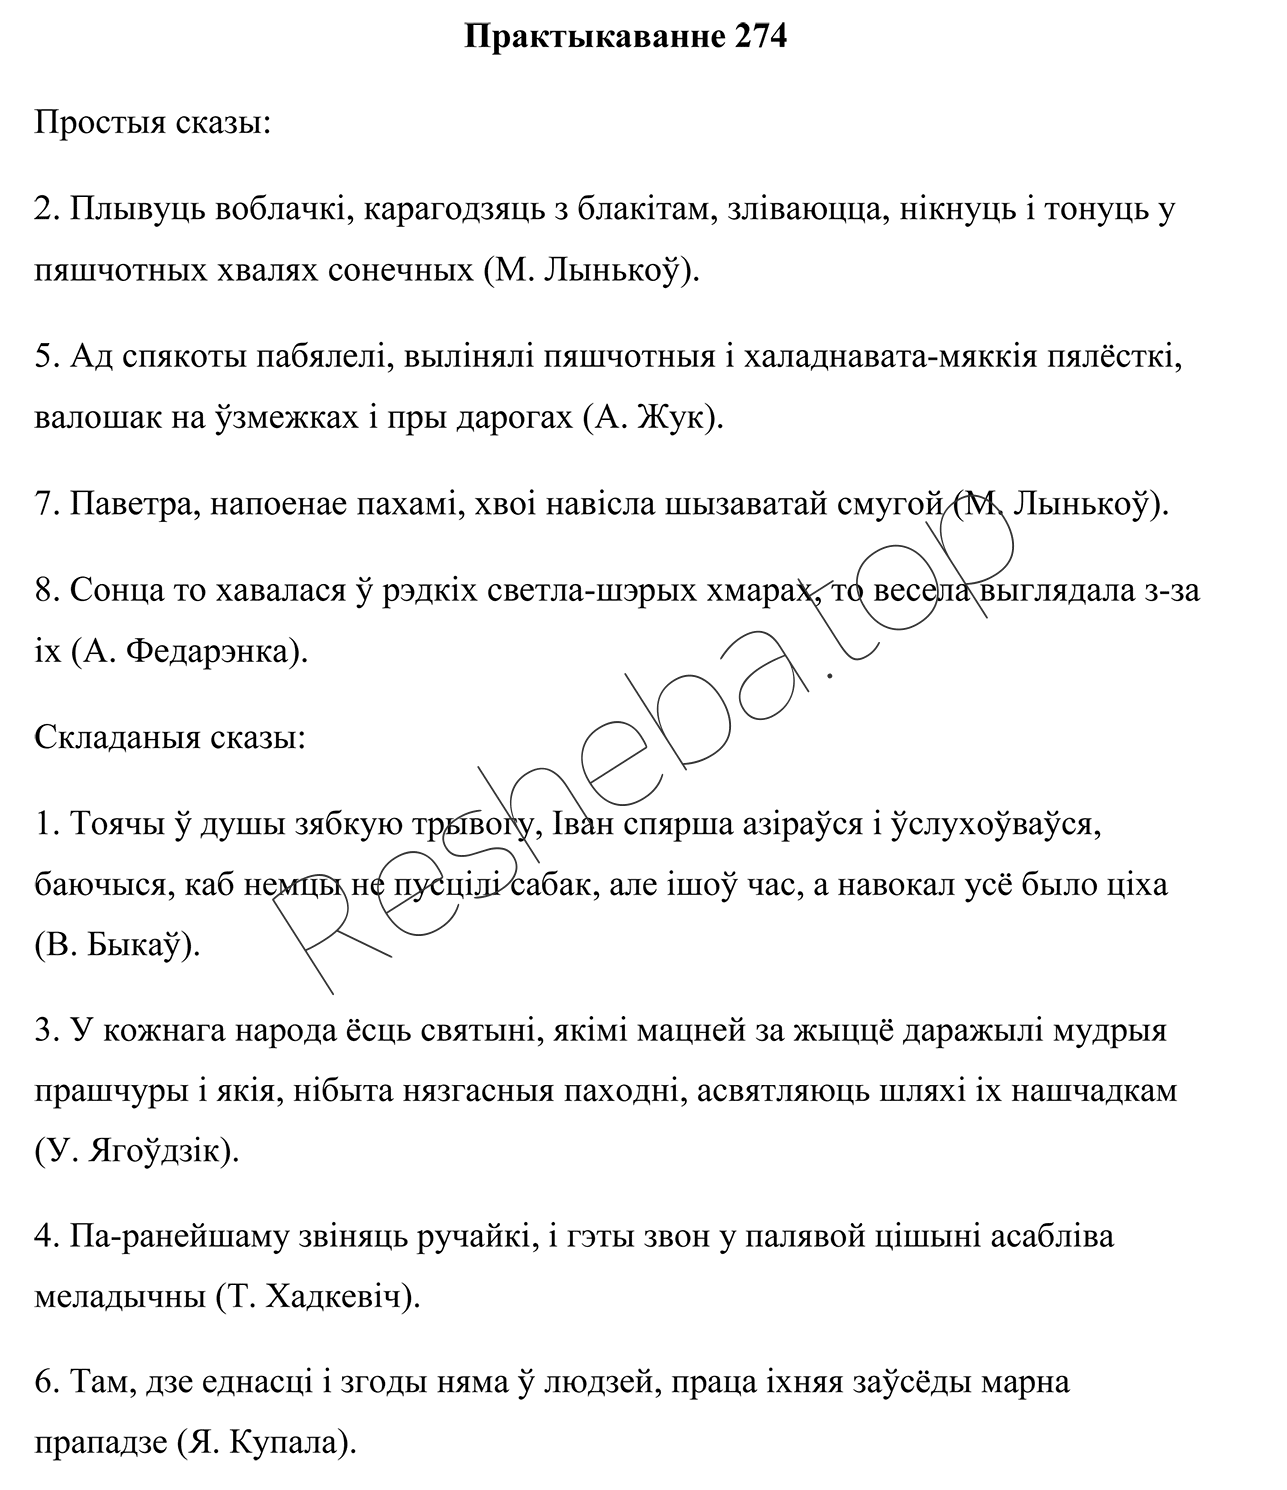 Практыкаванне 274
Простыя сказы:
2. Плывуць воблачкі, карагодзяць з блакітам, зліваюцца, нікнуць і тонуць у
пяшчотных хвалях сонечных (М. Лынькоў).
5. Ад спякоты пабялелі, вылінялі пяшчотныя і халаднавата-мяккія пялёсткі,
валошак на ўзмежках і пры дарогах (А. Жук).
7. Паветра, напоенае пахамі, хвоі навісла шызаватай смугой (М. Лынькоў).
8. Сонца то хавалася ў рэдкіх светла-шэрых хмарах, то весела выглядала з-за
іх (А. Федарэнка).
Складаныя сказы:
1. Тоячы ў душы зябкую трывогу, Іван спярша азіраўся і ўслухоўваўся,
баючыся, каб немцы не пусцілі сабак, але ішоў час, а навокал усё было ціха
(В. Быкаў).
3. У кожнага народа ёсць святыні, якімі мацней за жыццё даражылі мудрыя
прашчуры і якія, нібыта нязгасныя паходні, асвятляюць шляхі іх нашчадкам
(У. Ягоўдзік).
4. Па-ранейшаму звіняць ручайкі, і гэты звон у палявой цішыні асабліва
меладычны (Т. Хадкевіч).
6. Там, дзе еднасці і згоды няма ў людзей, праца іхняя заўсёды марна
прападзе (Я. Купала).
Resheba.top